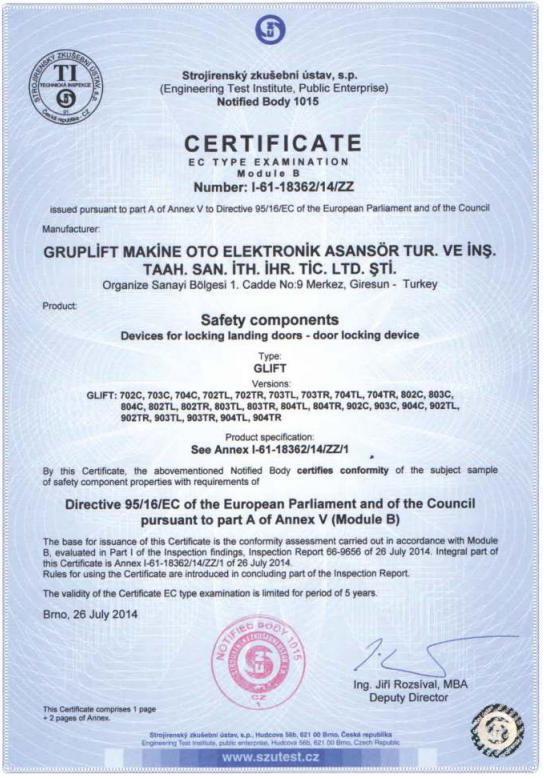 STROJÍRENSKÝ ZKUŠEBNÍ ÚSTAV, s.p.
TI
TECHNICKÁ INSPEKCE
01
Česká republika - CZ
Strojírenský zkušební ústav, s.p.
(Engineering Test Institute, Public Enterprise)
Notified Body 1015
CERTIFICATE
EC TYPE EXAMINATION
Module B
Number: I-61-18362/14/ZZ
issued pursuant to part A of Annex V to Directive 95/16/EC of the European Parliament and of the Council
Manufacturer:
GRUPLIFT MAKİNE OTO ELEKTRONİK ASANSÖR TUR. VE İNŞ.
TAAH. SAN. İTH. İHR. TİC. LTD. ŞTİ.
Organize Sanayi Bölgesi 1. Cadde No:9 Merkez, Giresun - Turkey
Product:
Safety components
Devices for locking landing doors - door locking device
Type:
GLIFT
Versions:
GLIFT: 702C, 703C, 704C, 702TL, 702TR, 703TL, 703TR, 704TL, 704TR, 802C, 803C,
804C, 802TL, 802TR, 803TL, 803TR, 804TL, 804TR, 902C, 903C, 904C, 902TL,
902TR, 903TL, 903TR, 904TL, 904TR
Product specification:
See Annex I-61-18362/14/ZZ/1
By this Certificate, the abovementioned Notified Body certifies conformity of the subject sample
of safety component properties with requirements of
Directive 95/16/EC of the European Parliament and of the Council
pursuant to part A of Annex V (Module B)
The base for issuance of this Certificate is the conformity assessment carried out in accordance with Module
B, evaluated in Part I of the Inspection findings, Inspection Report 66-9656 of 26 July 2014. Integral part of
this Certificate is Annex I-61-18362/14/ZZ/1 of 26 July 2014.
Rules for using the Certificate are introduced in concluding part of the Inspection Report.
The validity of the Certificate EC type examination is limited for period of 5 years.
Brno, 26 July 2014
NOTIFIED BODY 1015
CZ
1
Ing. Jiří Rozsíval, MBA
Deputy Director
This Certificate comprises 1 page
+ 2 pages of Annex.
Strojírenský zkušební ústav, s.p., Hudcova 56b, 621 00 Brno, Česká republika
Engineering Test Institute, public enterprise, Hudcova 56b, 621 00 Brno, Czech Republic
www.szutest.cz